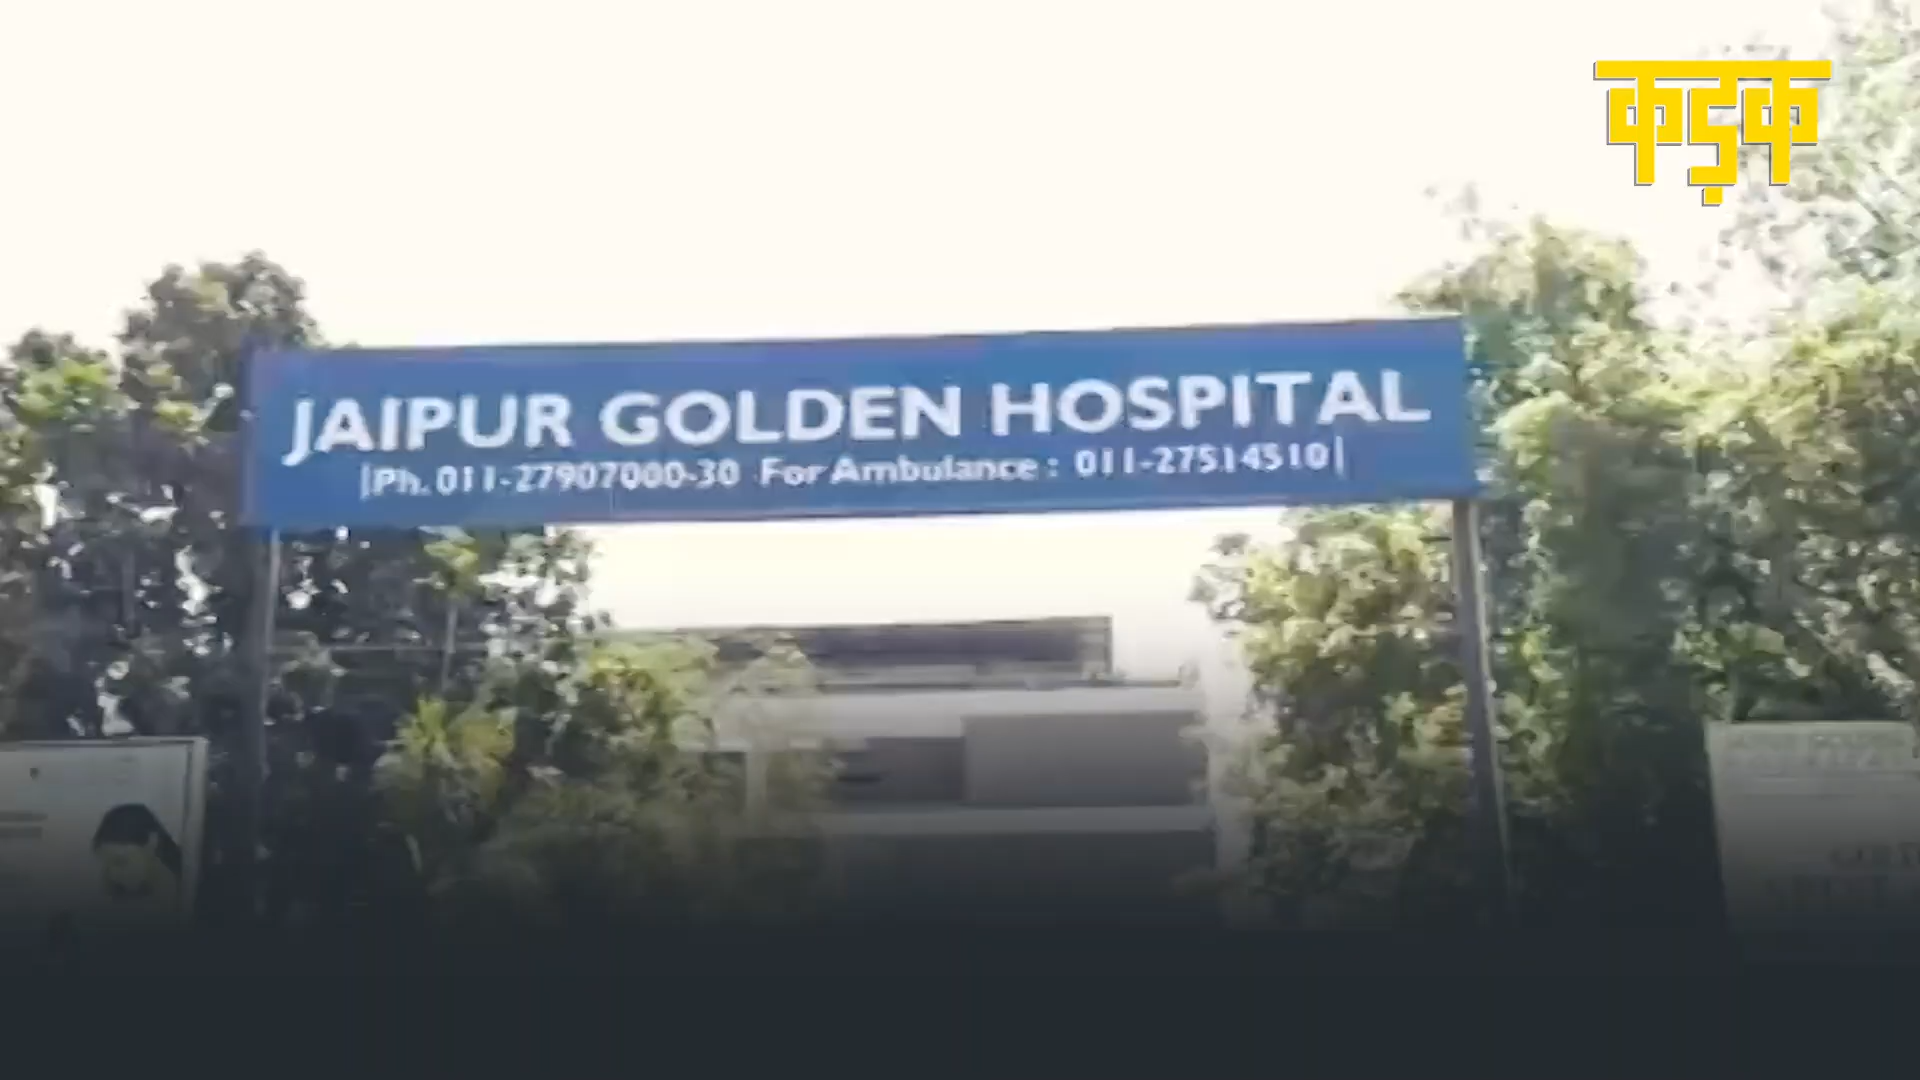 कड़क
JAIPUR GOLDEN HOSPITAL
Ph. 011-27907000-30 For Ambulance : 011-27514510